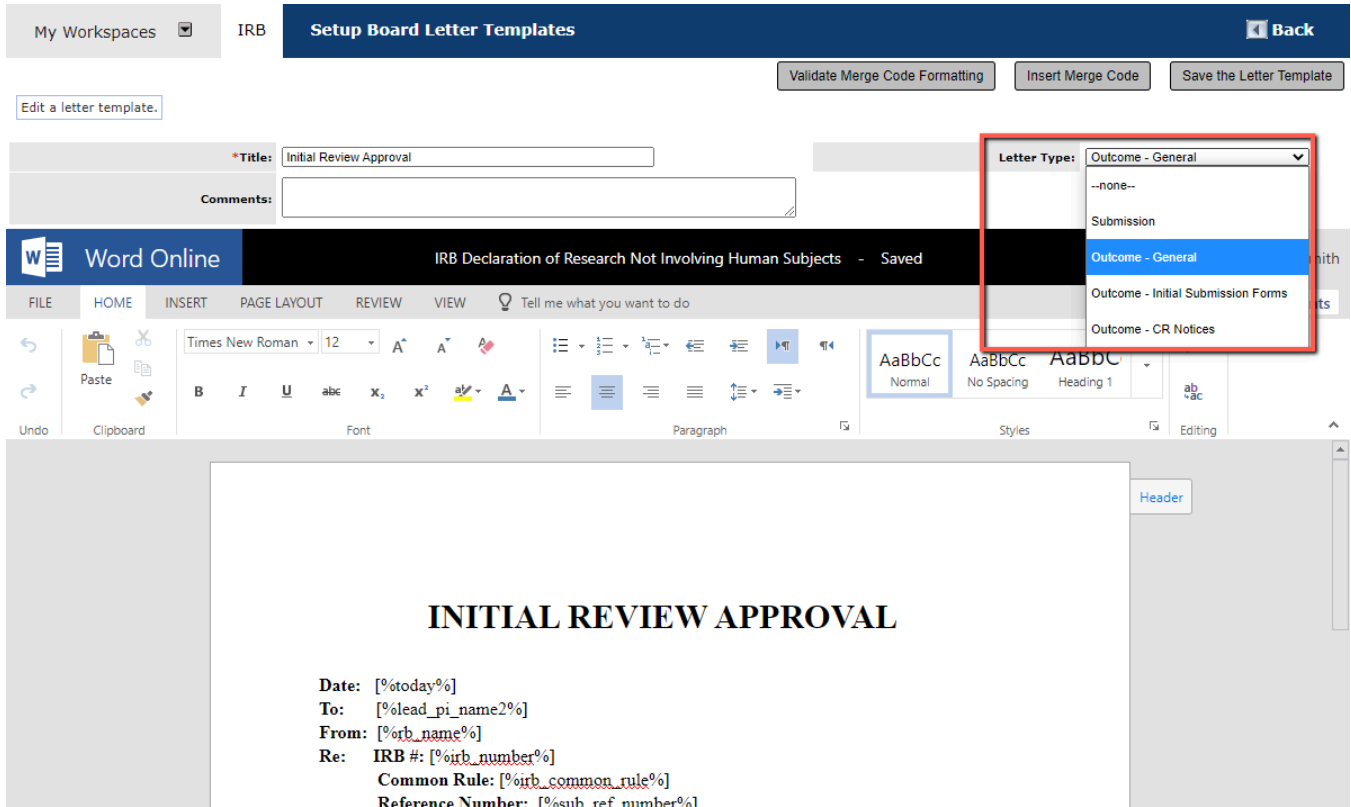 My Workspaces IRB Setup Board Letter Templates Back
Validate Merge Code Formatting Insert Merge Code Save the Letter Template
Edit a letter template.
*Title: Initial Review Approval Letter Type: Outcome - General
--none--
Comments:
Submission
W Word Online IRB Declaration of Research Not Involving Human Subjects - Saved Outcome - General
FILE HOME INSERT PAGE LAYOUT REVIEW VIEW Tell me what you want to do Outcome - Initial Submission Forms
Outcome - CR Notices
Times New Roman 12
Paste
B I U abc x₂ x² ab A
AaBbCc AaBbCc AaBbC
Normal No Spacing Heading 1
Undo Clipboard Font Paragraph Styles Editing
Header
INITIAL REVIEW APPROVAL
Date: [%today%]
To: [%lead_pi_name2%]
From: [%rb_name%]
Re: IRB #: [%irb_number%]
Common Rule: [%irb_common_rule%]
Reference Number: [%sub_ref_number%]